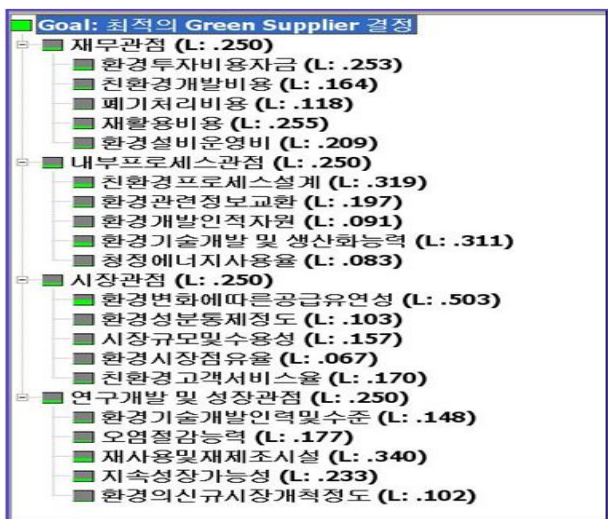 Goal: 최적의 Green Supplier 결정
재무관점 (L: .250)
환경투자비용자금 (L: .253)
친환경개발비용 (L: .164)
폐기처리비용 (L: .118)
재활용비용 (L: .255)
환경설비운영비 (L: .209)
내부프로세스관점 (L: .250)
친환경프로세스설계 (L: .319)
환경관련정보교환 (L: .197)
환경개발인적자원 (L: .091)
환경기술개발 및 생산화능력 (L: .311)
청정에너지사용율 (L: .083)
시장관점 (L: .250)
환경변화에따른공급유연성 (L: .503)
환경성분통제정도 (L: .103)
시장규모및수용성 (L: .157)
환경시장점유율 (L: .067)
친환경고객서비스율 (L: .170)
연구개발 및 성장관점 (L: .250)
환경기술개발인력및수준 (L: .148)
오염절감능력 (L: .177)
재사용및재제조시설 (L: .340)
지속성장가능성 (L: .233)
환경의신규시장개척정도 (L: .102)